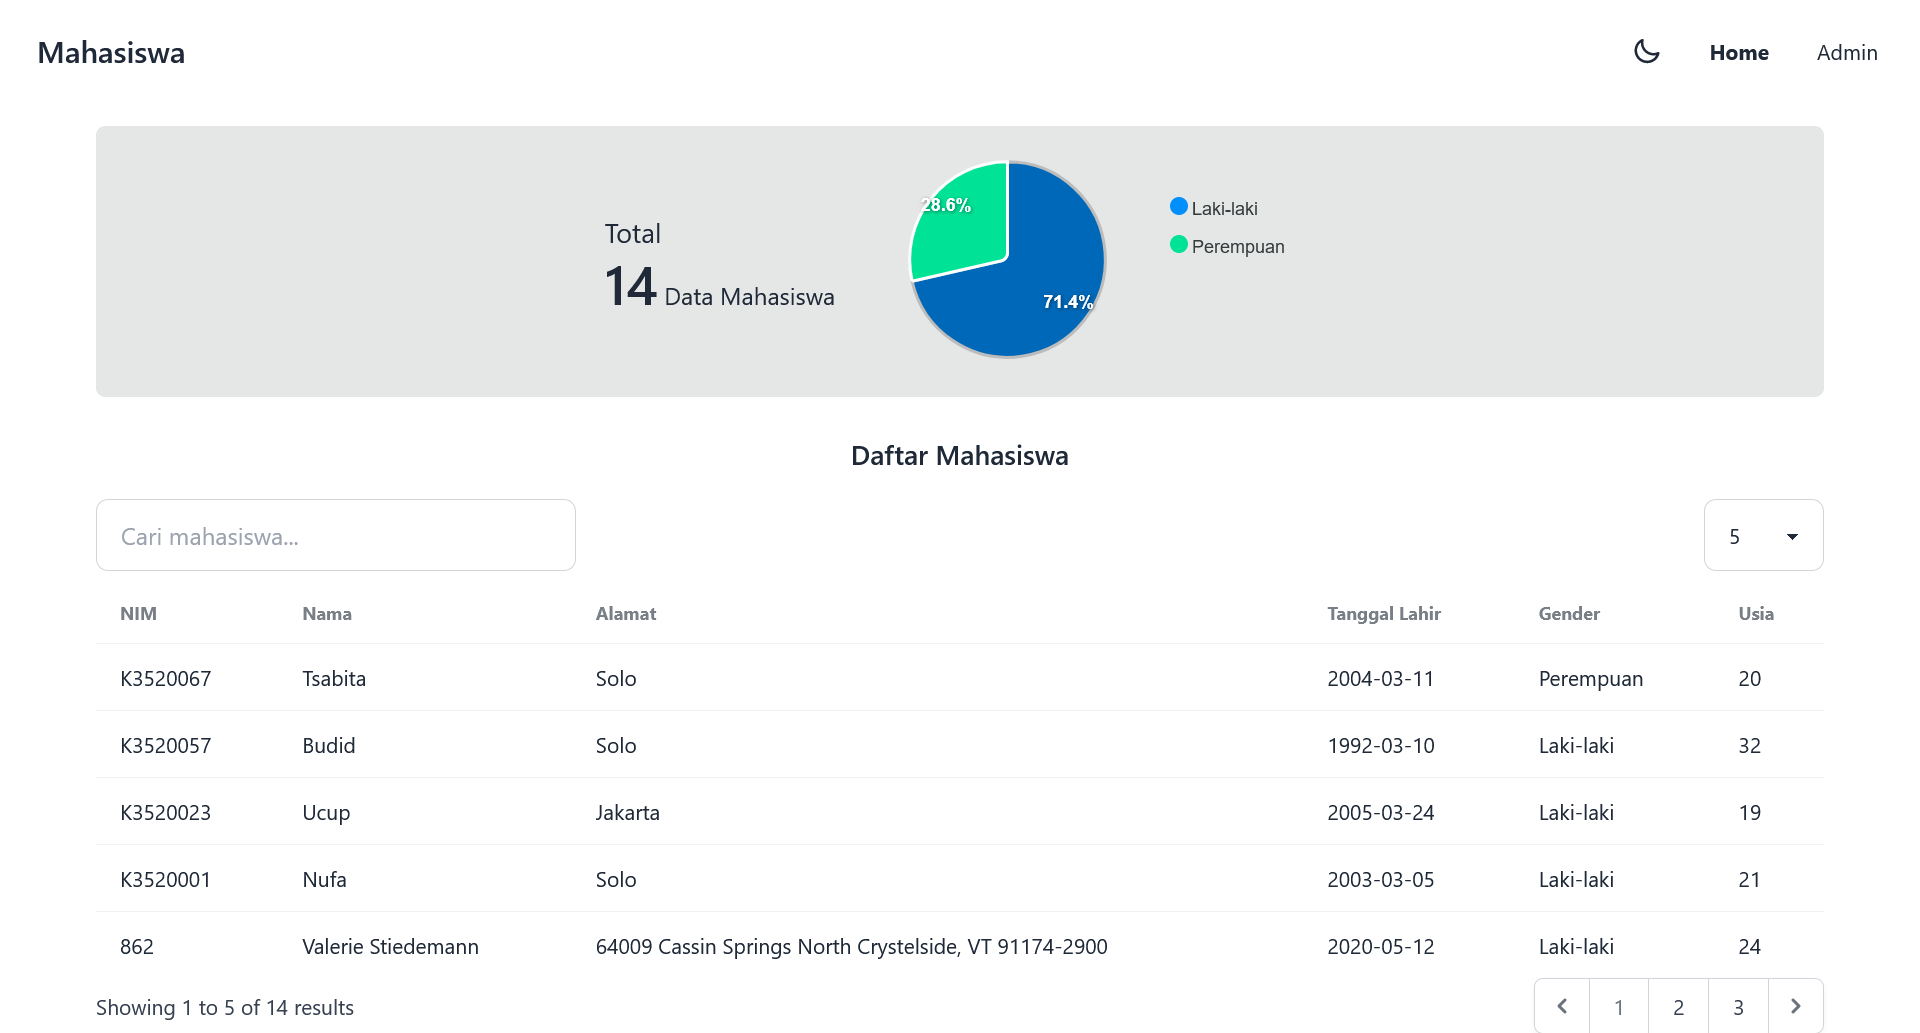 Mahasiswa Home Admin
Total
14 Data Mahasiswa
28.6%
71.4%
Laki-laki
Perempuan
Daftar Mahasiswa
Cari mahasiswa...
5
NIM Nama Alamat Tanggal Lahir Gender Usia
K3520067 Tsabita Solo 2004-03-11 Perempuan 20
K3520057 Budid Solo 1992-03-10 Laki-laki 32
K3520023 Ucup Jakarta 2005-03-24 Laki-laki 19
K3520001 Nufa Solo 2003-03-05 Laki-laki 21
862 Valerie Stiedemann 64009 Cassin Springs North Crystelside, VT 91174-2900 2020-05-12 Laki-laki 24
Showing 1 to 5 of 14 results 1 2 3